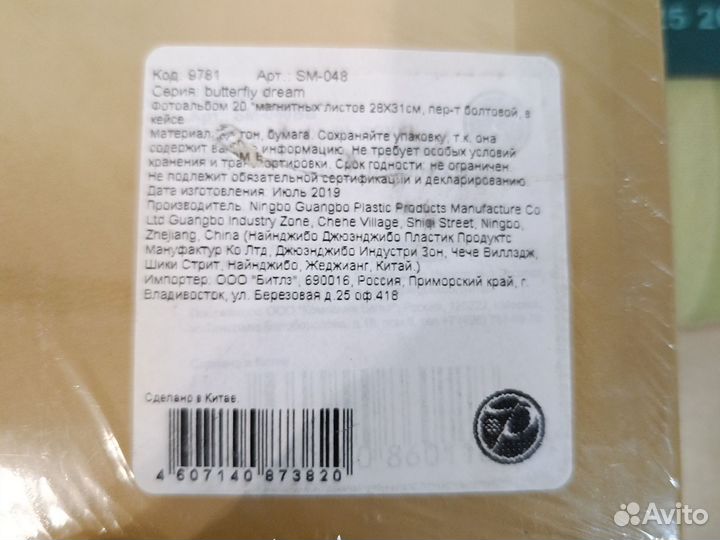 25 20
Код: 9781 Арт.: SM-048
Серия: butterfly dream
Фотоальбом 20 "магнитных листов 28X31см, пер-т болтовой, в
кейсе
Материал: бумага. Сохраняйте упаковку, т.к. она
содержит информацию. Не требует особых условий
хранения и транспортировки. Срок годности: не ограничен.
Не подлежит обязательной сертификации и декларированию.
Дата изготовления: Июль 2019
Производитель: Ningbo Guangbo Plastic Products Manufacture Co
Ltd Guangbo Industry Zone, Chene Village, Shiqi Street, Ningbo,
Zhejiang, China (Найнджибо Джюэнджибо Пластик Продуктс
Мануфактур Ко Лтд, Джюэнджибо Индустри Зон, Чече Виллэдж,
Шики Стрит, Найнджибо, Жеджианг, Китай.)
Импортер: ООО "Битлз", 690016, Россия, Приморский край, г.
Владивосток, ул. Березовая д.25 оф.418
Сделано в Китае.
4 607140 873820
Avito